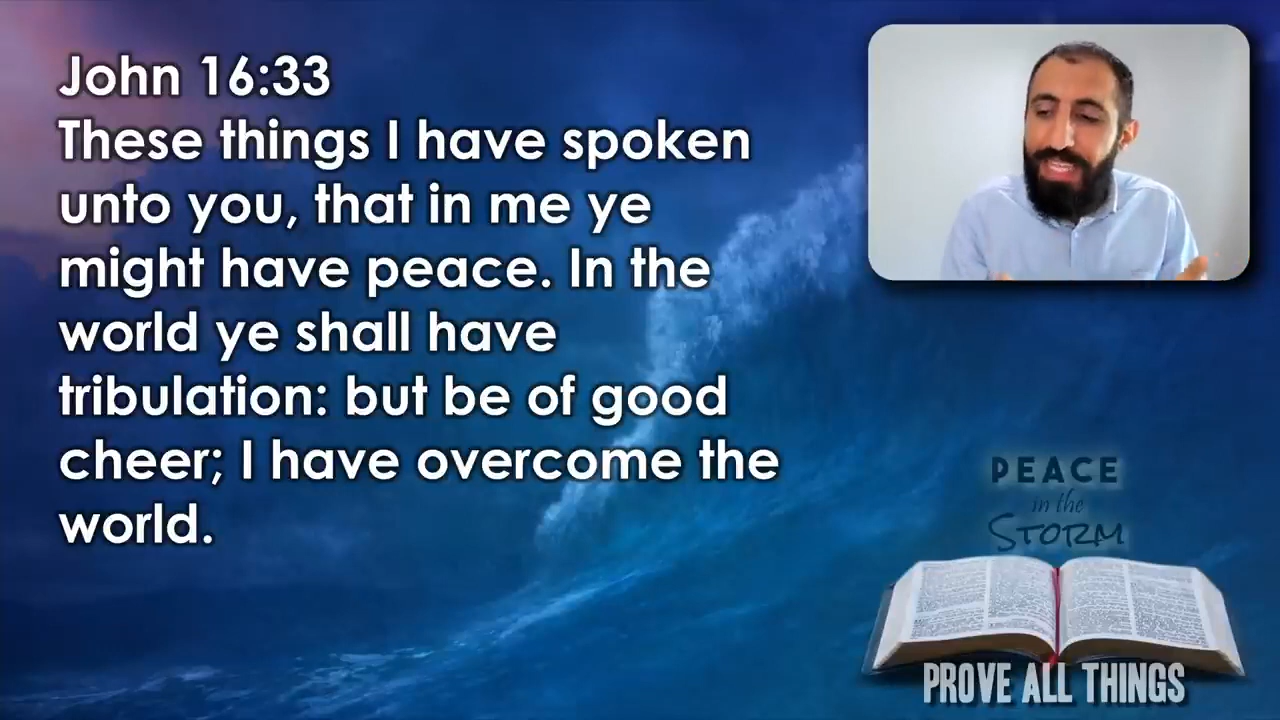 John 16:33
These things I have spoken
unto you, that in me ye
might have peace. In the
world ye shall have
tribulation: but be of good
cheer; I have overcome the
world.
PEACE
in the
STORM
PROVE ALL THINGS